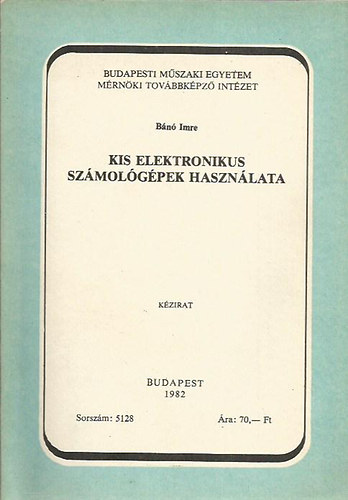 BUDAPESTI MŰSZAKI EGYETEM
MÉRNÖKI TOVÁBBKÉPZŐ INTÉZET
Bánó Imre
KIS ELEKTRONIKUS
SZÁMOLÓGÉPEK HASZNÁLATA
KÉZIRAT
BUDAPEST
1982
Sorszám: 5128 Ára: 70,— Ft